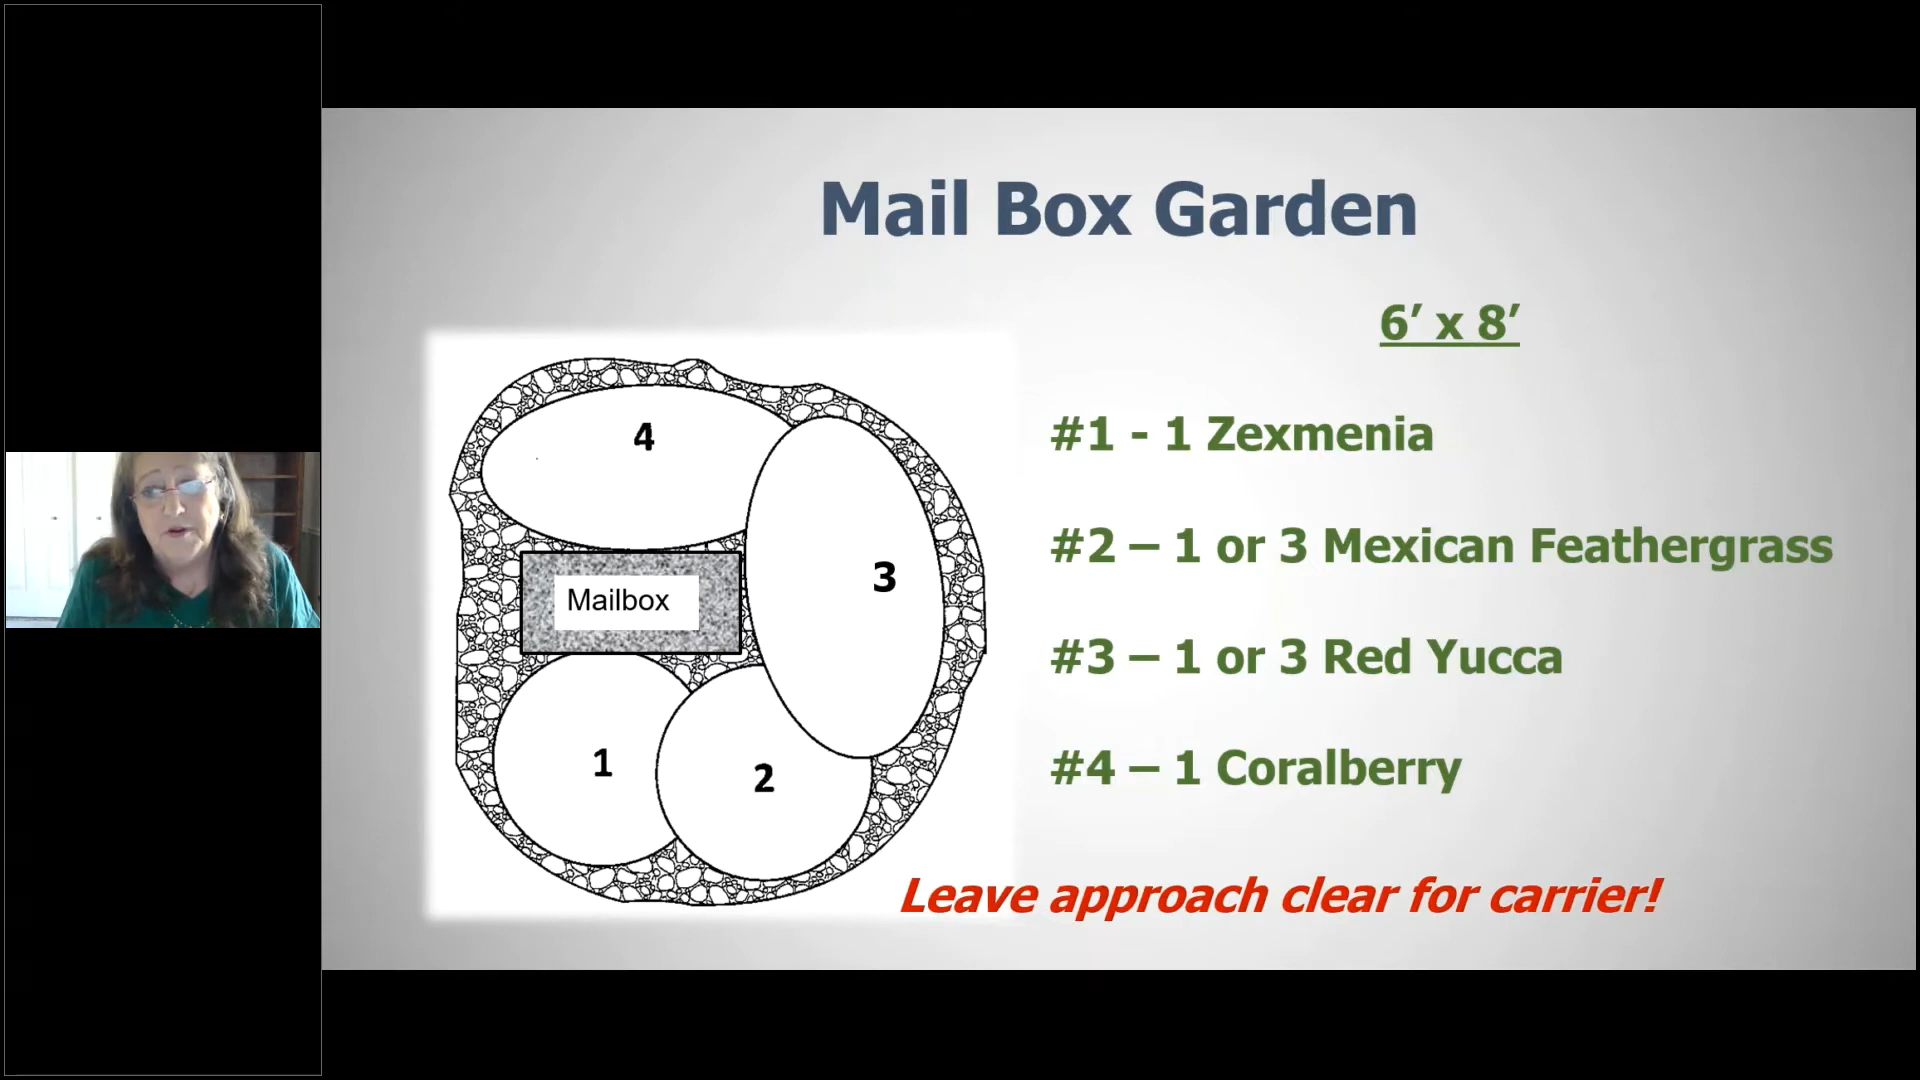 Mail Box Garden
6’ x 8’
4
3
Mailbox
1
2
#1 - 1 Zexmenia
#2 – 1 or 3 Mexican Feathergrass
#3 – 1 or 3 Red Yucca
#4 – 1 Coralberry
Leave approach clear for carrier!